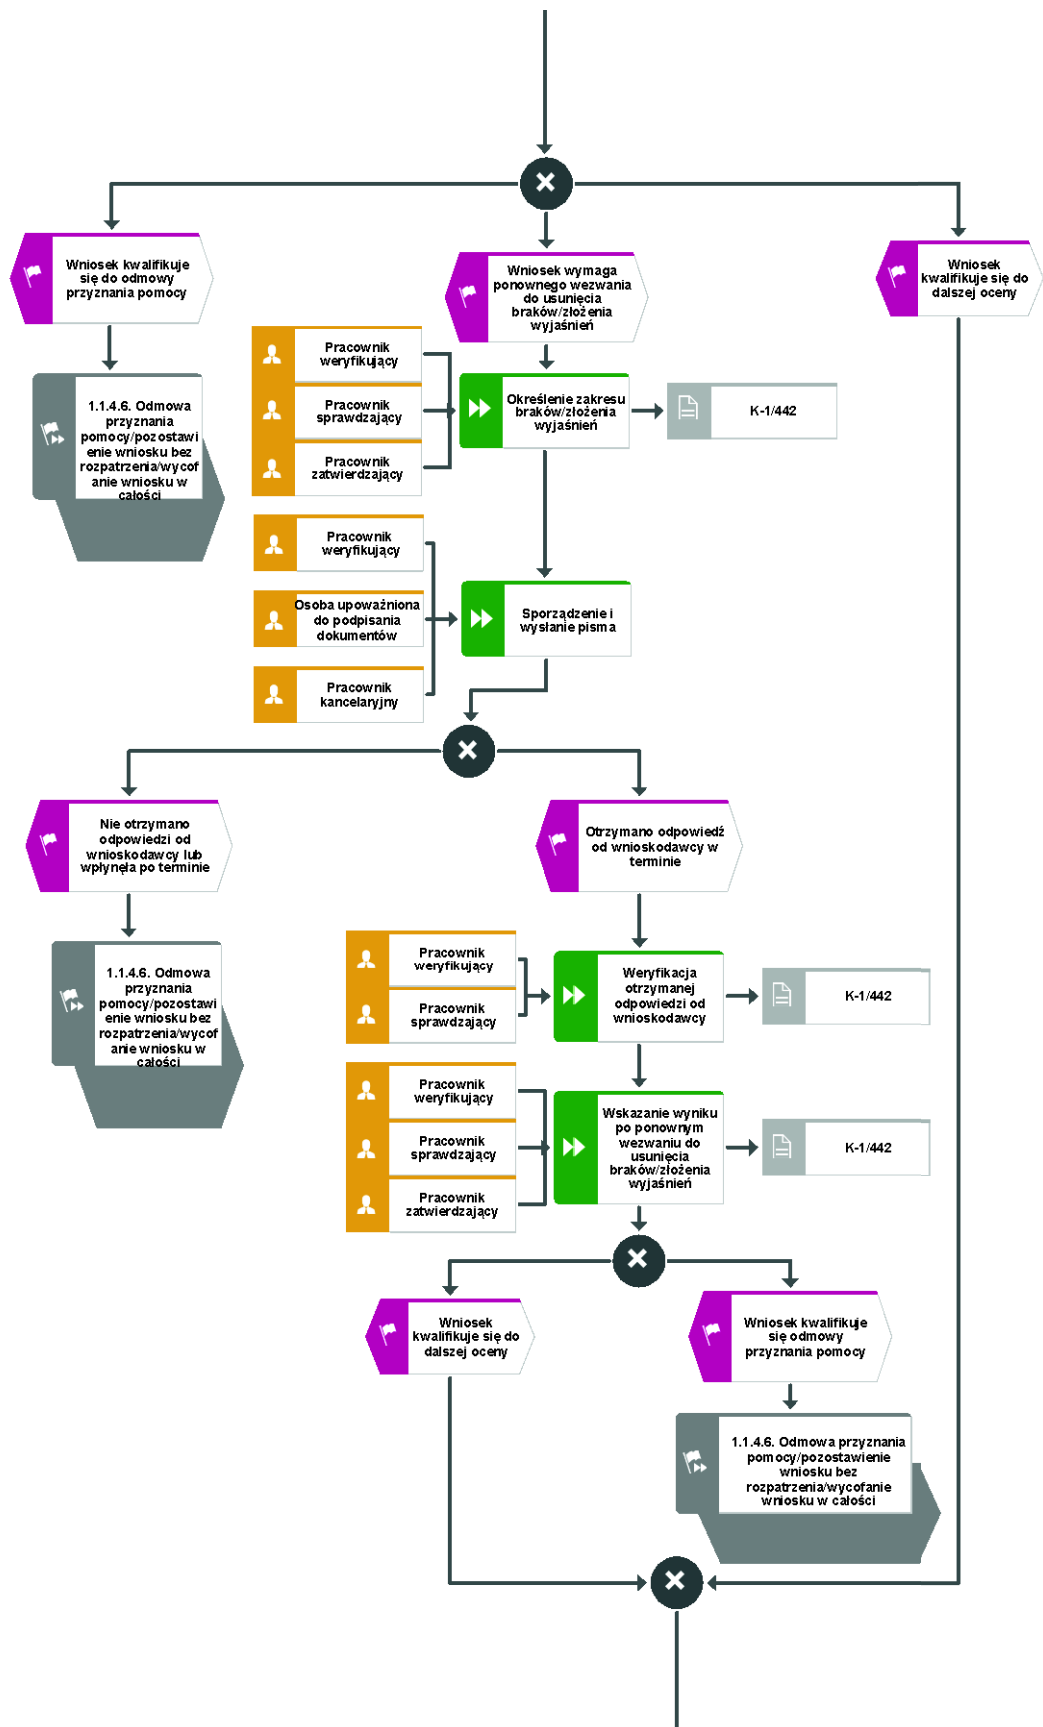 Wniosek kwalifikuje
się do odmowy
przyznania pomocy
Wniosek wymaga
ponownego wezwania
do usunięcia
braków/złożenia
wyjaśnień
Wniosek
kwalifikuje się do
dalszej oceny
1.1.4.6. Odmowa
przyznania
pomocy/pozostawi
enie wniosku bez
rozpatrzenia/wycof
anie wniosku w
całości
Pracownik
weryfikujący
Pracownik
sprawdzający
Pracownik
zatwierdzający
Określenie zakresu
braków/złożenia
wyjaśnień
K-1/442
Pracownik
weryfikujący
Osoba upoważniona
do podpisania
dokumentów
Pracownik
kancelaryjny
Sporządzenie i
wysłanie pisma
Nie otrzymano
odpowiedzi od
wnioskodawcy lub
wpłynęła po terminie
Otrzymano odpowiedź
od wnioskodawcy w
terminie
1.1.4.6. Odmowa
przyznania
pomocy/pozostawi
enie wniosku bez
rozpatrzenia/wycof
anie wniosku w
całości
Pracownik
weryfikujący
Pracownik
sprawdzający
Weryfikacja
otrzymanej
odpowiedzi od
wnioskodawcy
K-1/442
Pracownik
weryfikujący
Pracownik
sprawdzający
Pracownik
zatwierdzający
Wskazanie wyniku
po ponownym
wezwaniu do
usunięcia
braków/złożenia
wyjaśnień
K-1/442
Wniosek
kwalifikuje się do
dalszej oceny
Wniosek kwalifikuje
się odmowy
przyznania pomocy
1.1.4.6. Odmowa przyznania
pomocy/pozostawienie
wniosku bez
rozpatrzenia/wycofanie
wniosku w całości